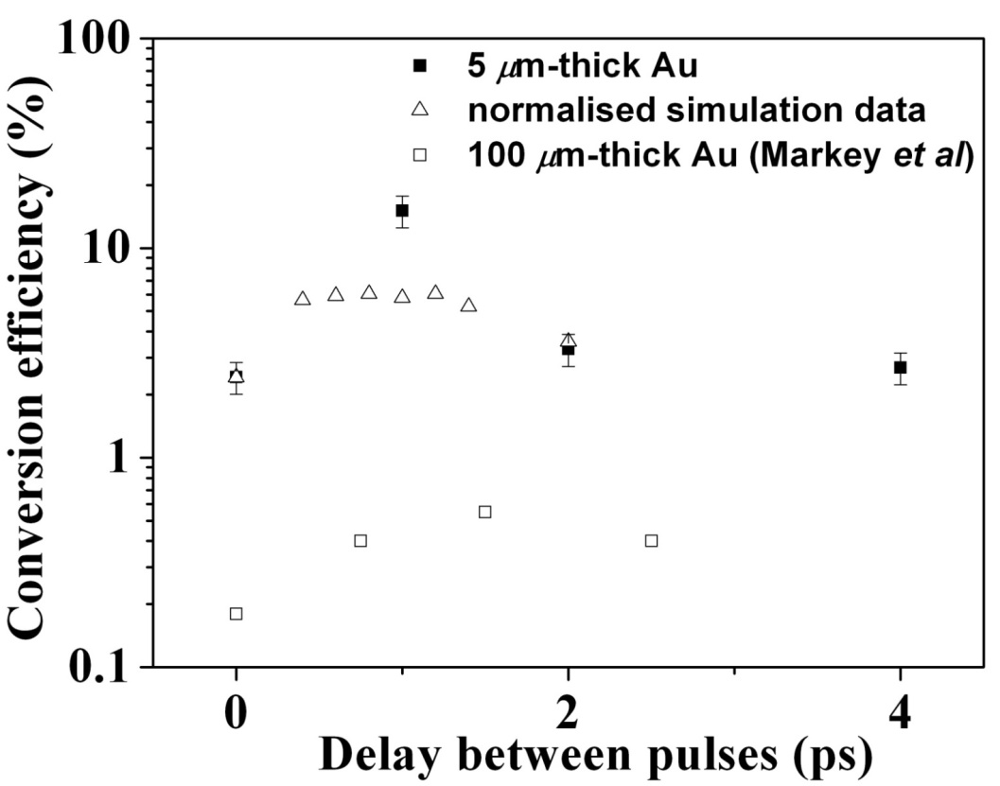 100
10
1
0.1
Conversion efficiency (%)
5 μm-thick Au
normalised simulation data
100 μm-thick Au (Markey et al)
0 2 4
Delay between pulses (ps)